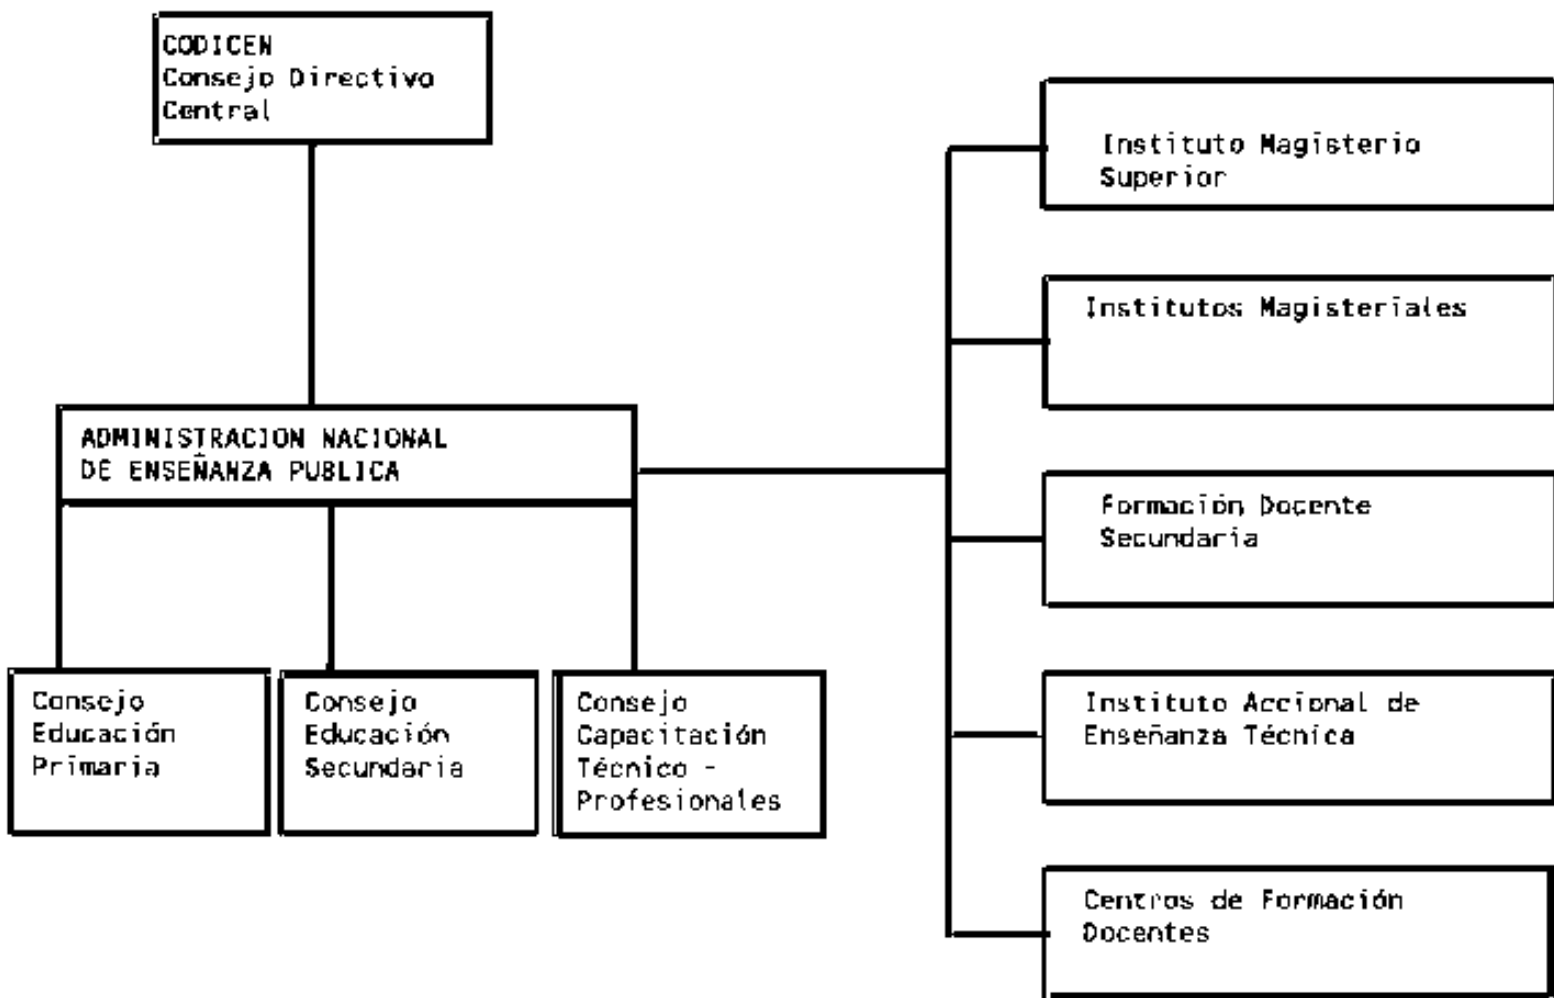 CODICEN
Consejo Directivo
Central
Instituto Magisterio
Superior
Institutos Magisteriales
ADMINISTRACION NACIONAL
DE ENSEÑANZA PUBLICA
Formación Docente
Secundaria
Consejo
Educación
Primaria
Consejo
Educación
Secundaria
Consejo
Capacitación
Técnico -
Profesionales
Instituto Accional de
Enseñanza Técnica
Centros de Formación
Docentes